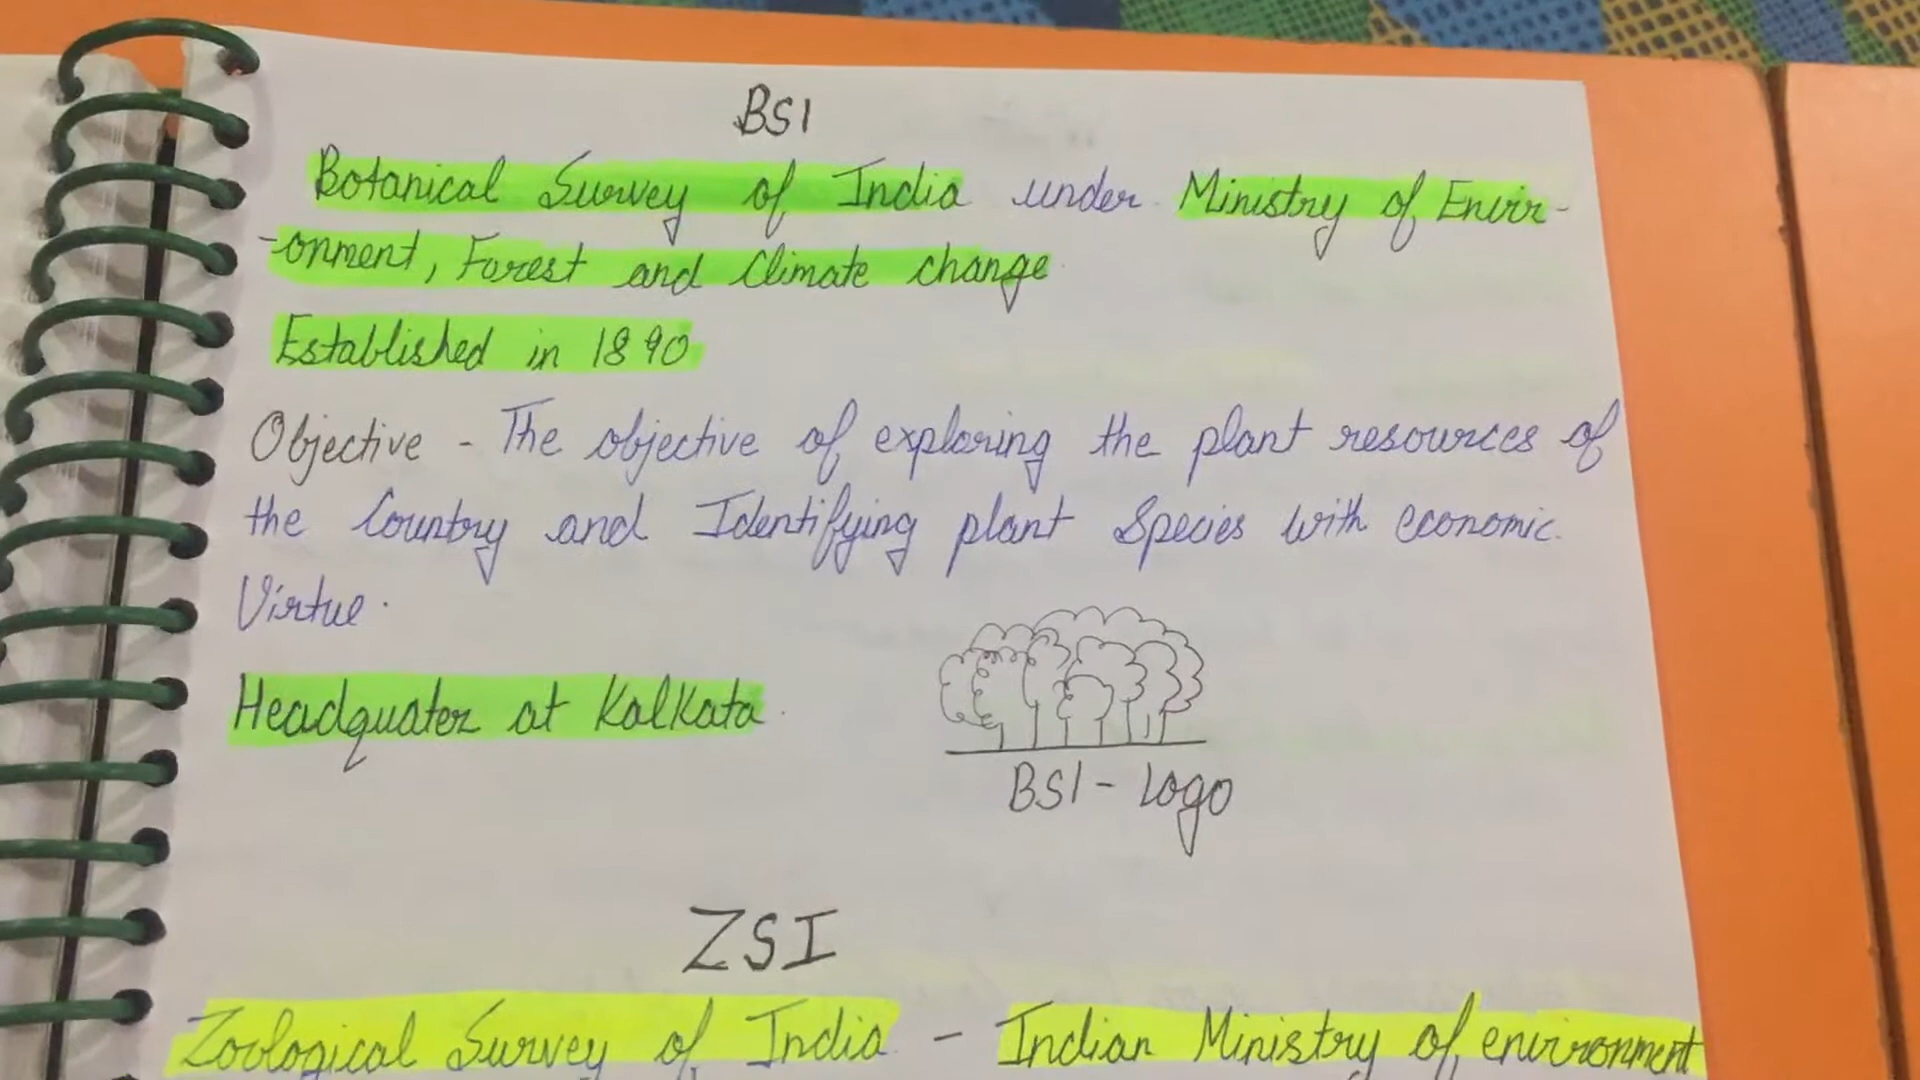 BSI
Botanical Survey of India under Ministry of Envir-
-onment, Forest and Climate change
Established in 1890
Objective - The objective of exploring the plant resources of
the Country and Identifying plant Species with economic
Virtue.
Headquater at Kolkata.
BSI - Logo
ZSI
Zoological Survey of India - Indian Ministry of environment